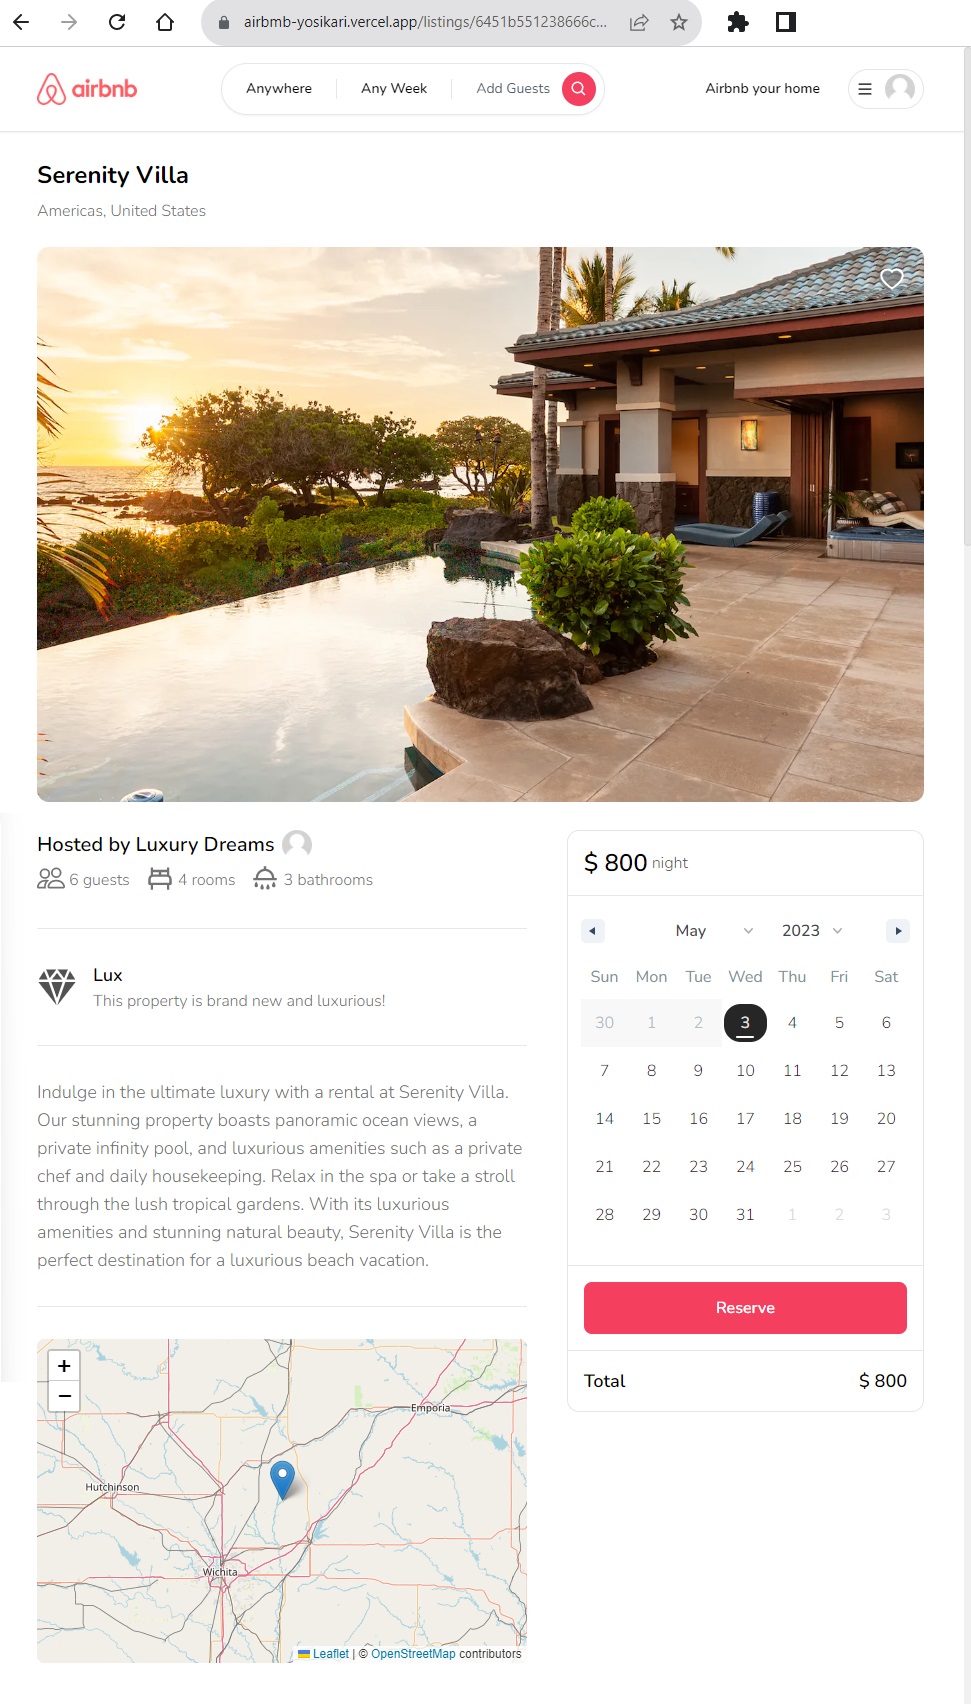 airbmb-yosikari.vercel.app/listings/6451b551238666c...
airbnb
Anywhere
Any Week
Add Guests
Airbnb your home
Serenity Villa
Americas, United States
Hosted by Luxury Dreams
6 guests
4 rooms
3 bathrooms
Lux
This property is brand new and luxurious!
Indulge in the ultimate luxury with a rental at Serenity Villa.
Our stunning property boasts panoramic ocean views, a
private infinity pool, and luxurious amenities such as a private
chef and daily housekeeping. Relax in the spa or take a stroll
through the lush tropical gardens. With its luxurious
amenities and stunning natural beauty, Serenity Villa is the
perfect destination for a luxurious beach vacation.
+
−
Emporia
Hutchinson
Wichita
Leaflet | © OpenStreetMap contributors
$ 800 night
May 2023
Sun Mon Tue Wed Thu Fri Sat
30 1 2 3 4 5 6
7 8 9 10 11 12 13
14 15 16 17 18 19 20
21 22 23 24 25 26 27
28 29 30 31 1 2 3
Reserve
Total $ 800